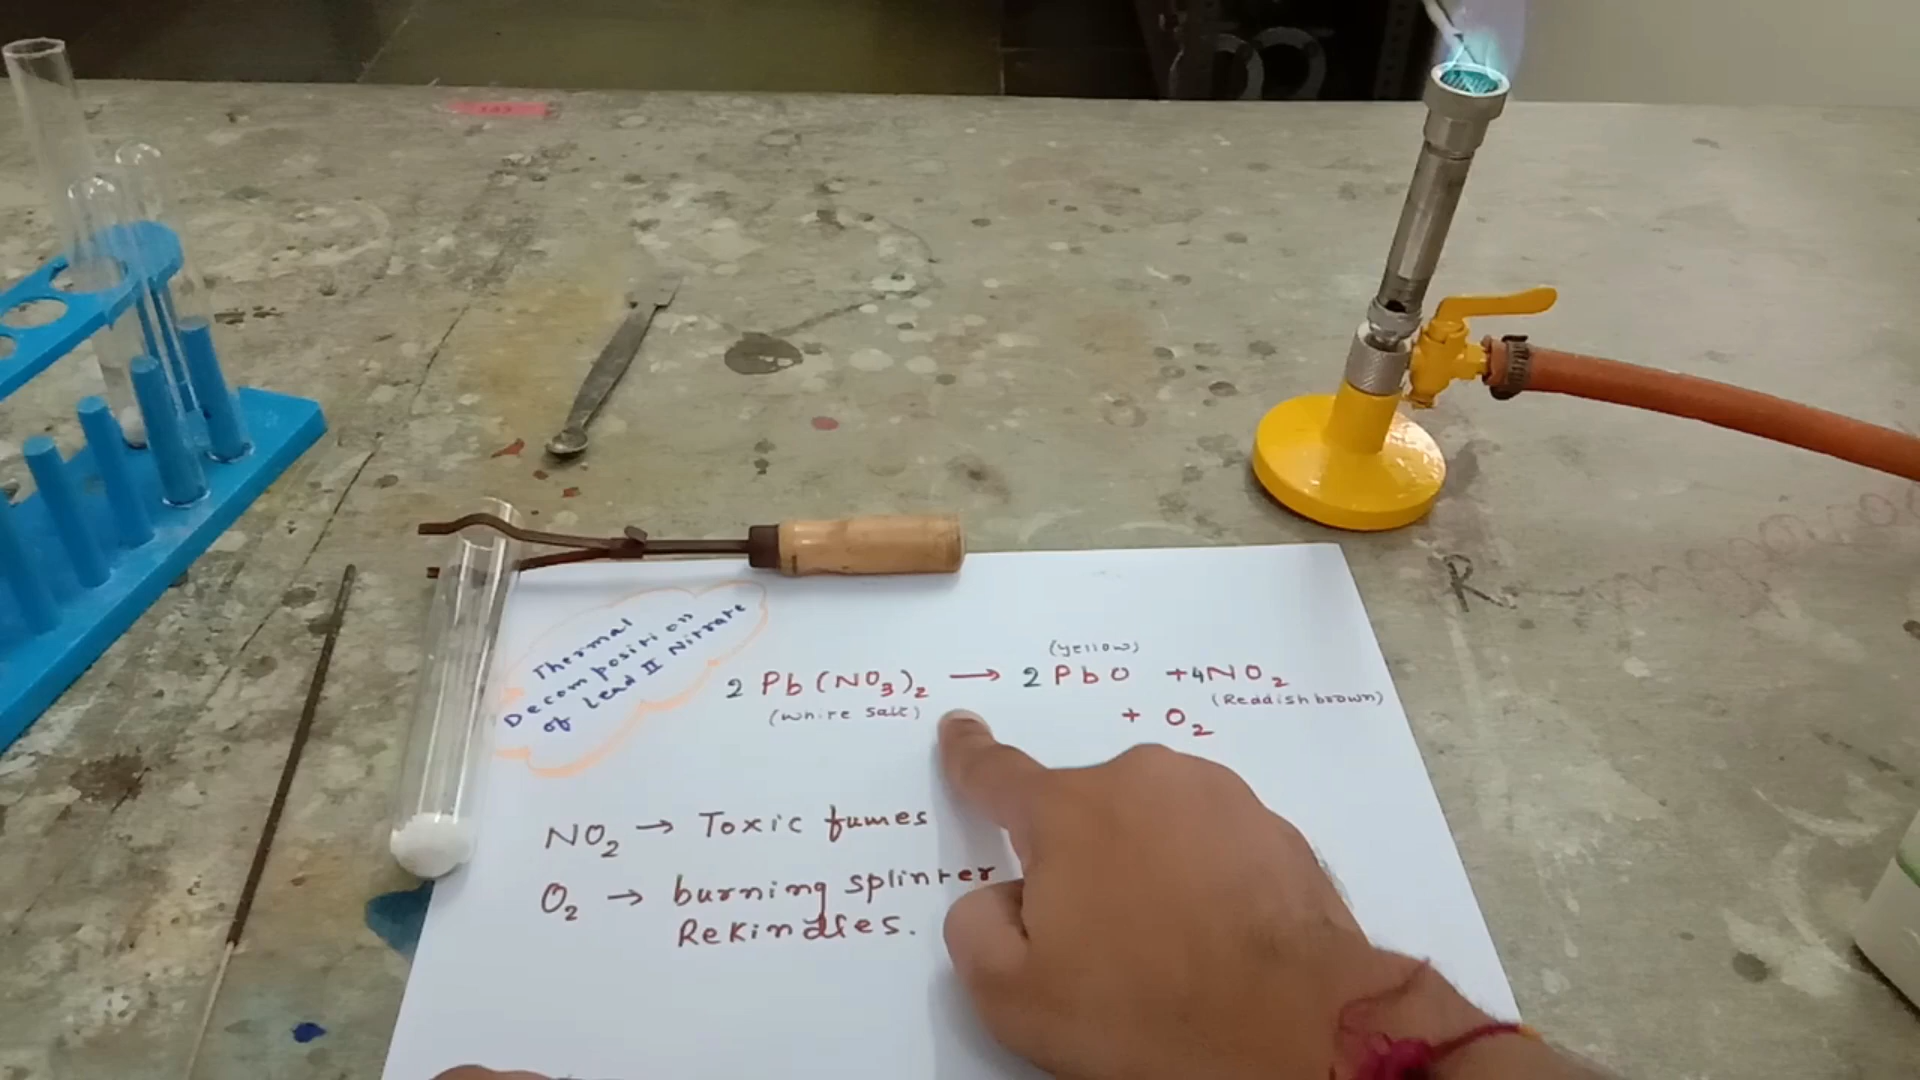 Thermal
Decomposition
of Lead II Nitrate
(yellow)
2 Pb(NO₃)₂ → 2 PbO + 4NO₂
(White Salt)
(Reddish brown)
+ O₂
NO₂ → Toxic fumes
O₂ → burning splinter
Rekindles.
R